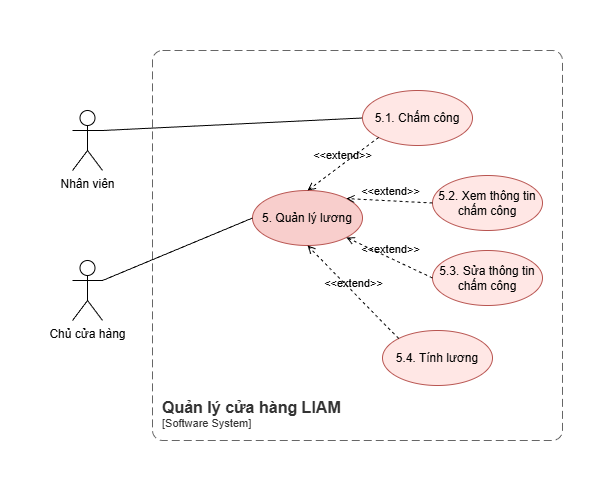 5.1. Chấm công
Nhân viên
<<extend>>
5.2. Xem thông tin
chấm công
<<extend>>
5. Quản lý lương
<<extend>>
5.3. Sửa thông tin
chấm công
<<extend>>
Chủ cửa hàng
5.4. Tính lương
Quản lý cửa hàng LIAM
[Software System]